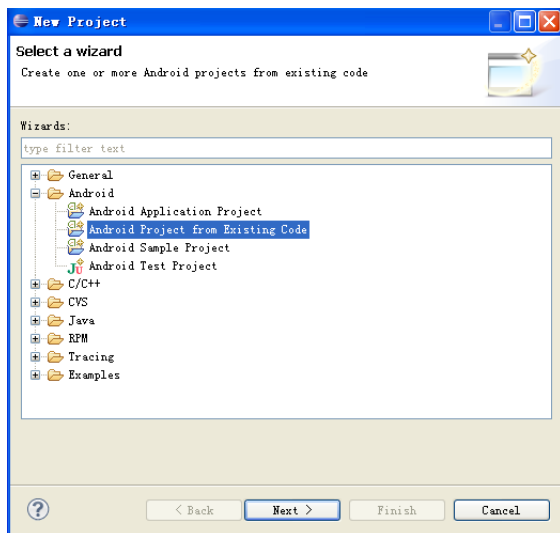 New Project
Select a wizard
Create one or more Android projects from existing code
Wizards:
type filter text
General
Android
Android Application Project
Android Project from Existing Code
Android Sample Project
Android Test Project
C/C++
CVS
Java
RPM
Tracing
Examples
< Back
Next >
Finish
Cancel